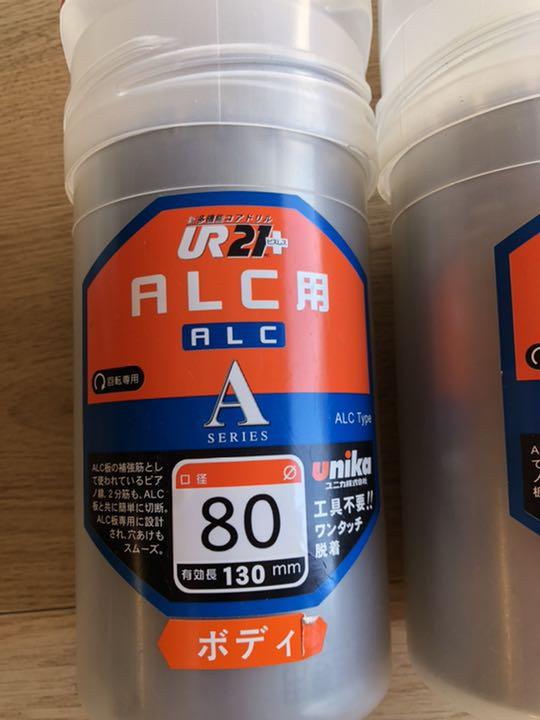 多機能コアドリル
UR21+
ビスレス
ALC用
ALC
回転専用
A
SERIES
ALC Type
ALC板の補強筋とし
て使われているピア
ノ線、2分筋も、ALC
板と共に簡単に切断。
ALC板専用に設計
され、穴あけも
スムーズ。
口径 Ø
80
有効長 130 mm
unika
ユニカ株式会社
工具不要!!
ワンタッチ
脱着
ボディ